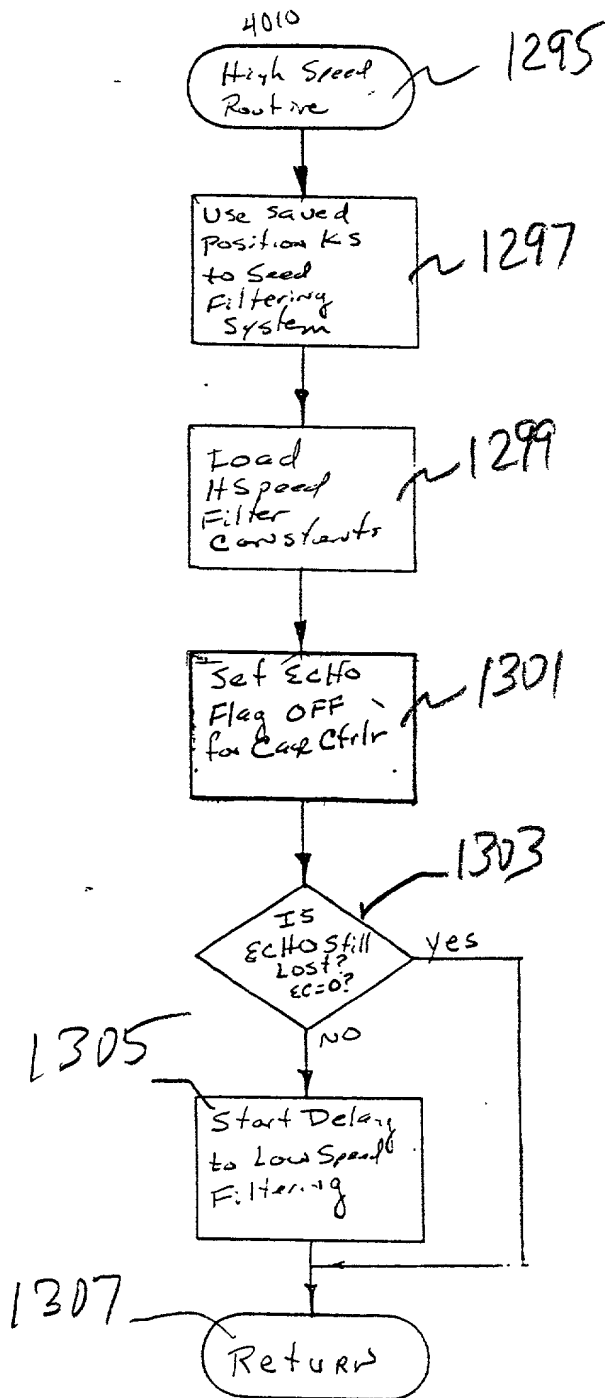 4010
High Speed
Routine
1295
Use saved
Position Ks
to Seed
Filtering
System
1297
Load
HSpeed
Filter
Constants
1299
Set ECHO
Flag OFF
for Ctrlr
1301
1303
Is
ECHO Still
Lost?
EC=0?
yes
NO
1305
Start Delay
to Low Speed
Filtering
1307
Return